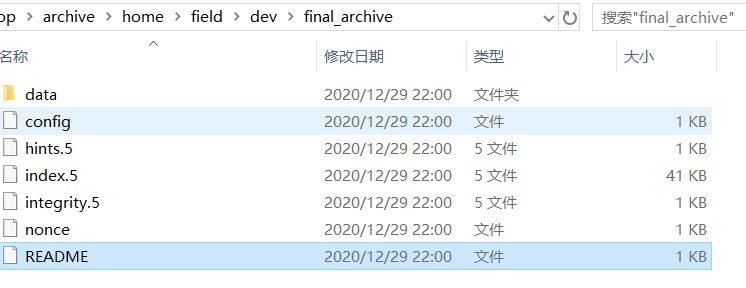 op > archive > home > field > dev > final_archive 搜索"final_archive"
名称 修改日期 类型 大小
data 2020/12/29 22:00 文件夹
config 2020/12/29 22:00 文件 1 KB
hints.5 2020/12/29 22:00 5 文件 1 KB
index.5 2020/12/29 22:00 5 文件 41 KB
integrity.5 2020/12/29 22:00 5 文件 1 KB
nonce 2020/12/29 22:00 文件 1 KB
README 2020/12/29 22:00 文件 1 KB